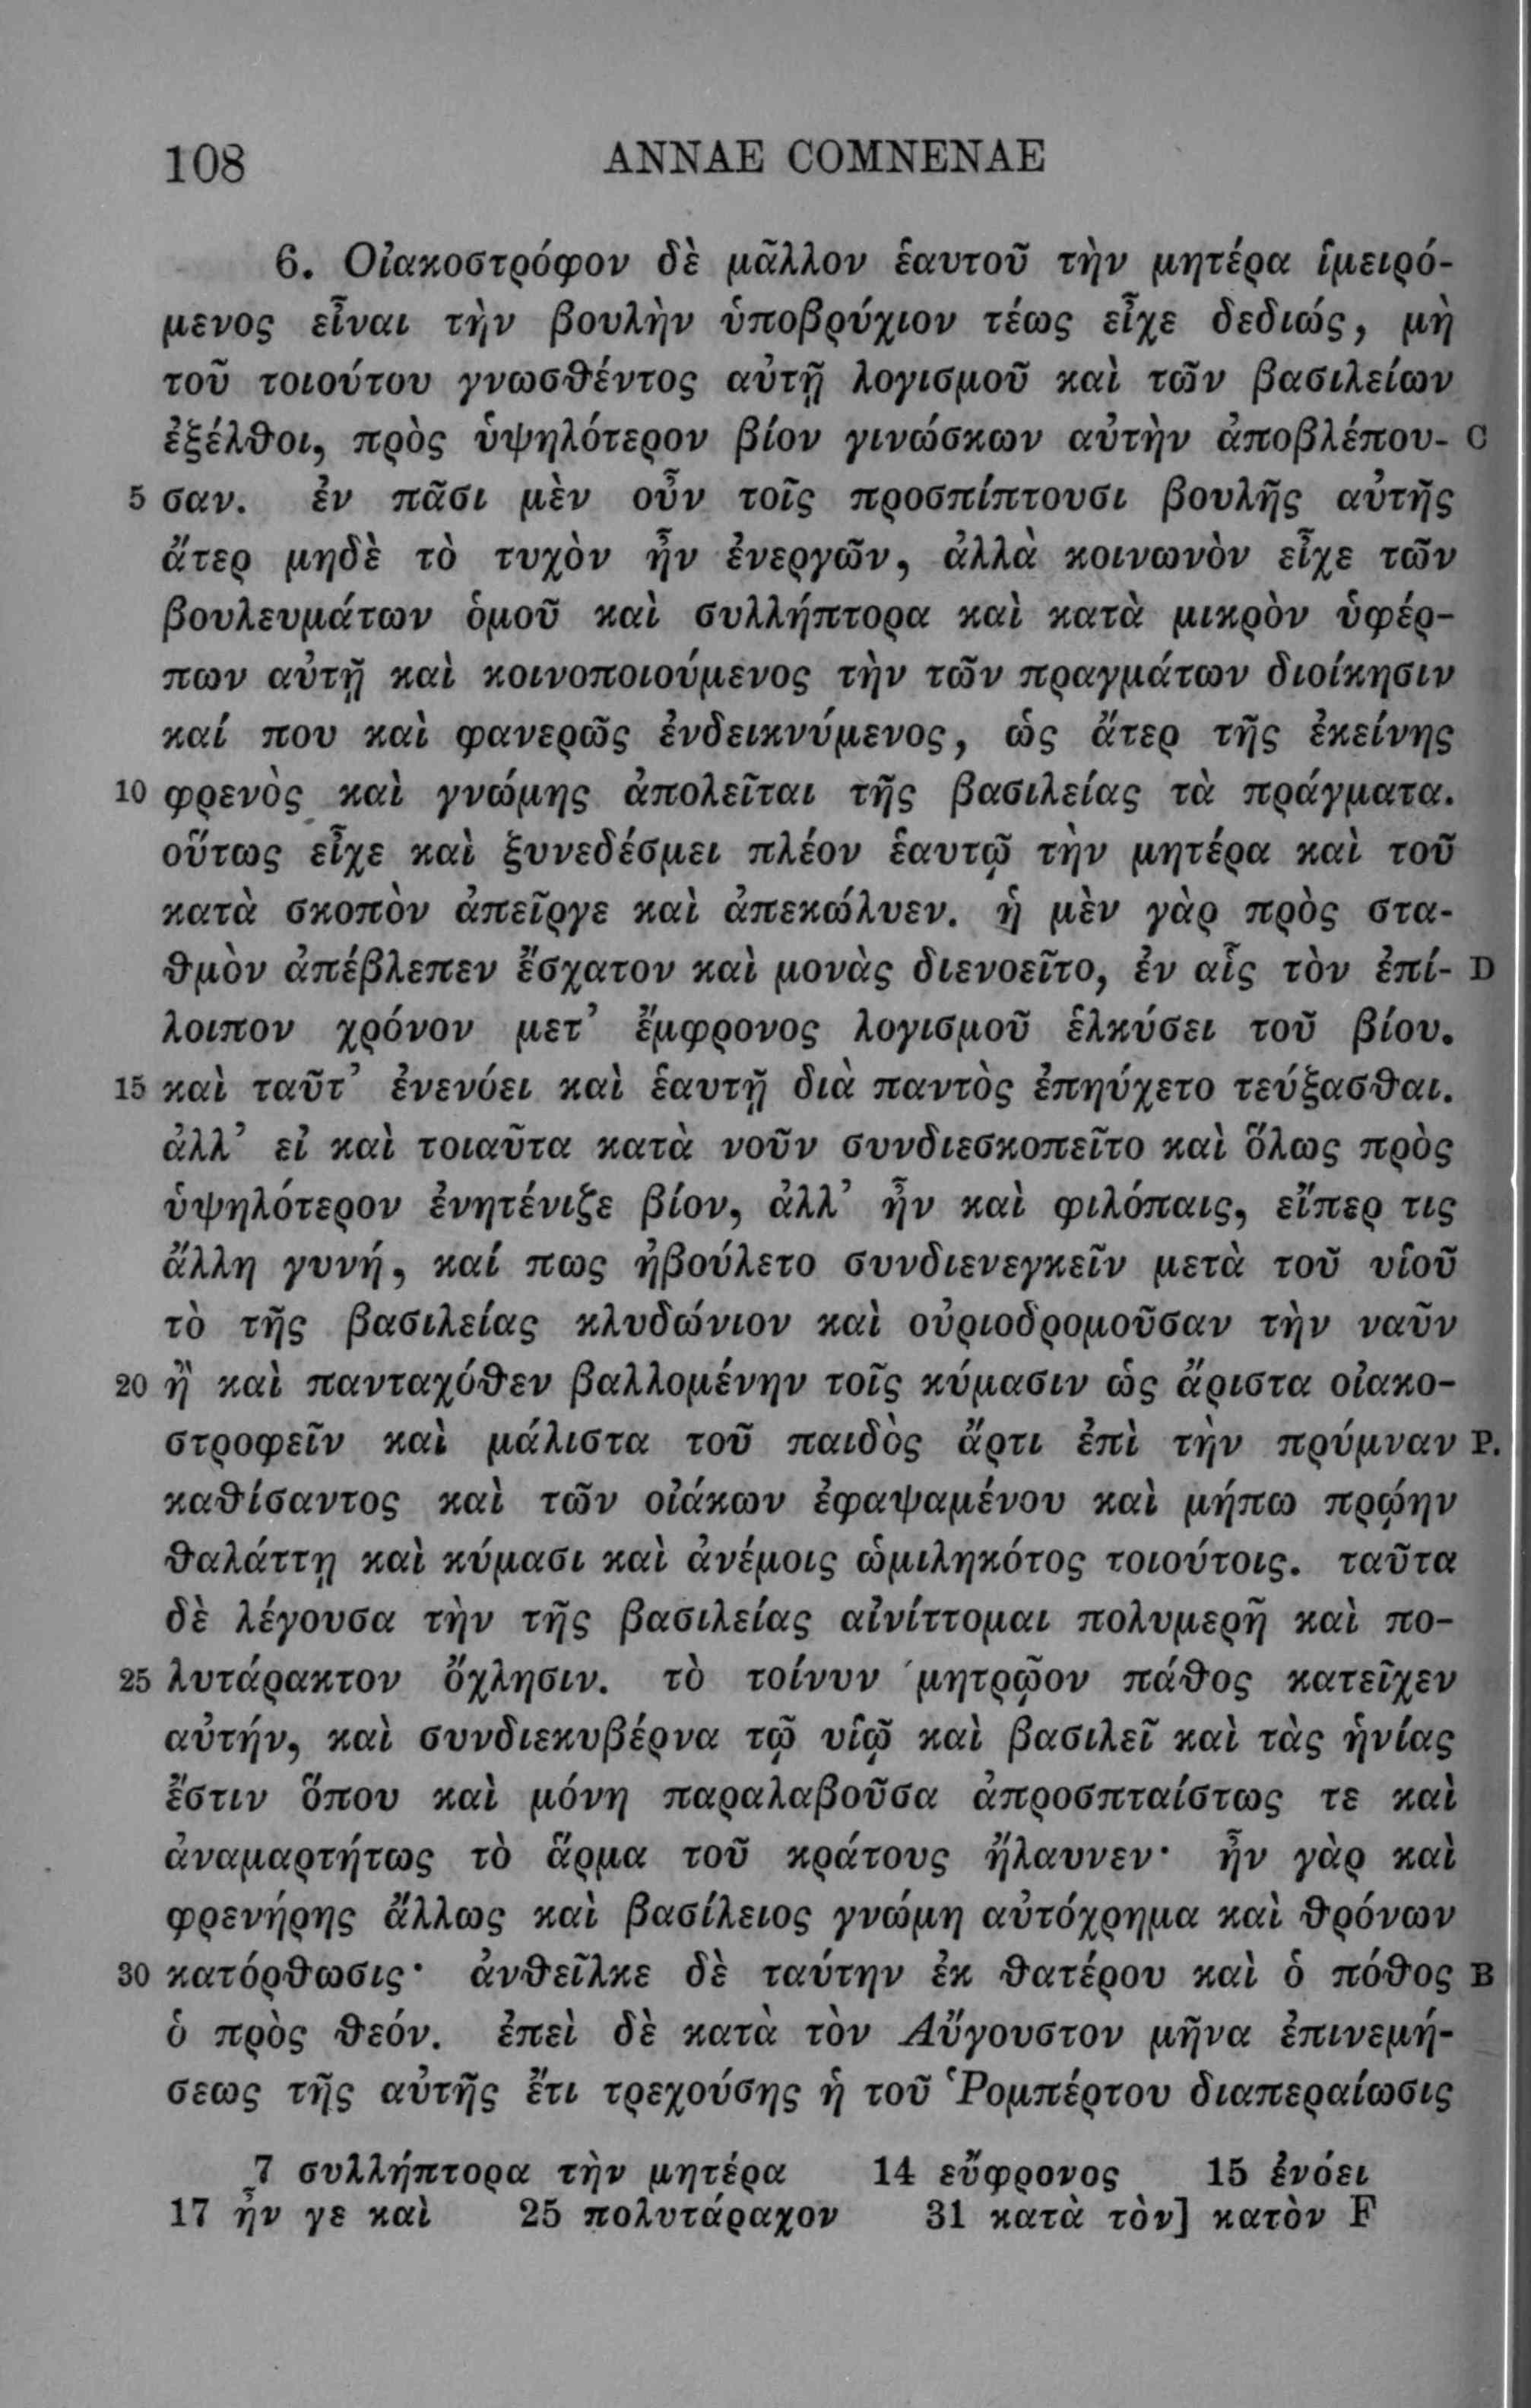 108 ANNAE COMNENAE
6. Οἰακοστρόφον δὲ μᾶλλον ἑαυτοῦ τὴν μητέρα ἱμειρό-
μενος εἶναι τὴν βουλὴν ὑποβρύχιον τέως εἶχε δεδιώς, μὴ
τοῦ τοιούτου γνωσθέντος αὐτῇ λογισμοῦ καὶ τῶν βασιλείων
ἐξέλθοι, πρὸς ὑψηλότερον βίον γινώσκων αὐτὴν ἀποβλέπου- C
5 σαν. ἐν πᾶσι μὲν οὖν τοῖς προσπίπτουσι βουλῆς αὐτῆς
ἄτερ μηδὲ τὸ τυχὸν ἦν ἐνεργῶν, ἀλλὰ κοινωνὸν εἶχε τῶν
βουλευμάτων ὁμοῦ καὶ συλλήπτορα καὶ κατὰ μικρὸν ὑφέρ-
πων αὐτῇ καὶ κοινοποιούμενος τὴν τῶν πραγμάτων διοίκησιν
καί που καὶ φανερῶς ἐνδεικνύμενος, ὡς ἄτερ τῆς ἐκείνης
10 φρενὸς καὶ γνώμης ἀπολεῖται τῆς βασιλείας τὰ πράγματα.
οὕτως εἶχε καὶ ξυνεδέσμει πλέον ἑαυτῷ τὴν μητέρα καὶ τοῦ
κατὰ σκοπὸν ἀπεῖργε καὶ ἀπεκώλυεν. ἡ μὲν γὰρ πρὸς στα-
θμὸν ἀπέβλεπεν ἔσχατον καὶ μονὰς διενοεῖτο, ἐν αἷς τὸν ἐπί- D
λοιπον χρόνον μετ’ ἔμφρονος λογισμοῦ ἑλκύσει τοῦ βίου.
15 καὶ ταῦτ’ ἐνενόει καὶ ἑαυτῇ διὰ παντὸς ἐπηύχετο τεύξασθαι.
ἀλλ’ εἰ καὶ τοιαῦτα κατὰ νοῦν συνδιεσκοπεῖτο καὶ ὅλως πρὸς
ὑψηλότερον ἐνητένιζε βίον, ἀλλ’ ἦν καὶ φιλόπαις, εἴπερ τις
ἄλλη γυνή, καί πως ἠβούλετο συνδιενεγκεῖν μετὰ τοῦ υἱοῦ
τὸ τῆς βασιλείας κλυδώνιον καὶ οὐριοδρομοῦσαν τὴν ναῦν
20 ἢ καὶ πανταχόθεν βαλλομένην τοῖς κύμασιν ὡς ἄριστα οἰακο-
στροφεῖν καὶ μάλιστα τοῦ παιδὸς ἄρτι ἐπὶ τὴν πρύμναν P.
καθίσαντος καὶ τῶν οἰάκων ἐφαψαμένου καὶ μήπω πρῴην
θαλάττῃ καὶ κύμασι καὶ ἀνέμοις ὡμιληκότος τοιούτοις. ταῦτα
δὲ λέγουσα τὴν τῆς βασιλείας αἰνίττομαι πολυμερῆ καὶ πο-
25 λυτάρακτον ὄχλησιν. τὸ τοίνυν μητρῷον πάθος κατεῖχεν
αὐτήν, καὶ συνδιεκυβέρνα τῷ υἱῷ καὶ βασιλεῖ καὶ τὰς ἡνίας
ἔστιν ὅπου καὶ μόνη παραλαβοῦσα ἀπροσπταίστως τε καὶ
ἀναμαρτήτως τὸ ἅρμα τοῦ κράτους ἤλαυνεν· ἦν γὰρ καὶ
φρενήρης ἄλλως καὶ βασίλειος γνώμη αὐτόχρημα καὶ θρόνων
30 κατόρθωσις· ἀνθεῖλκε δὲ ταύτην ἐκ θατέρου καὶ ὁ πόθος B
ὁ πρὸς θεόν. ἐπεὶ δὲ κατὰ τὸν Αὔγουστον μῆνα ἐπινεμή-
σεως τῆς αὐτῆς ἔτι τρεχούσης ἡ τοῦ Ῥομπέρτου διαπεραίωσις
7 συλλήπτορα τὴν μητέρα 14 εὔφρονος 15 ἐνόει
17 ἦν γε καὶ 25 πολυτάραχον 31 κατὰ τὸν] κατὸν F